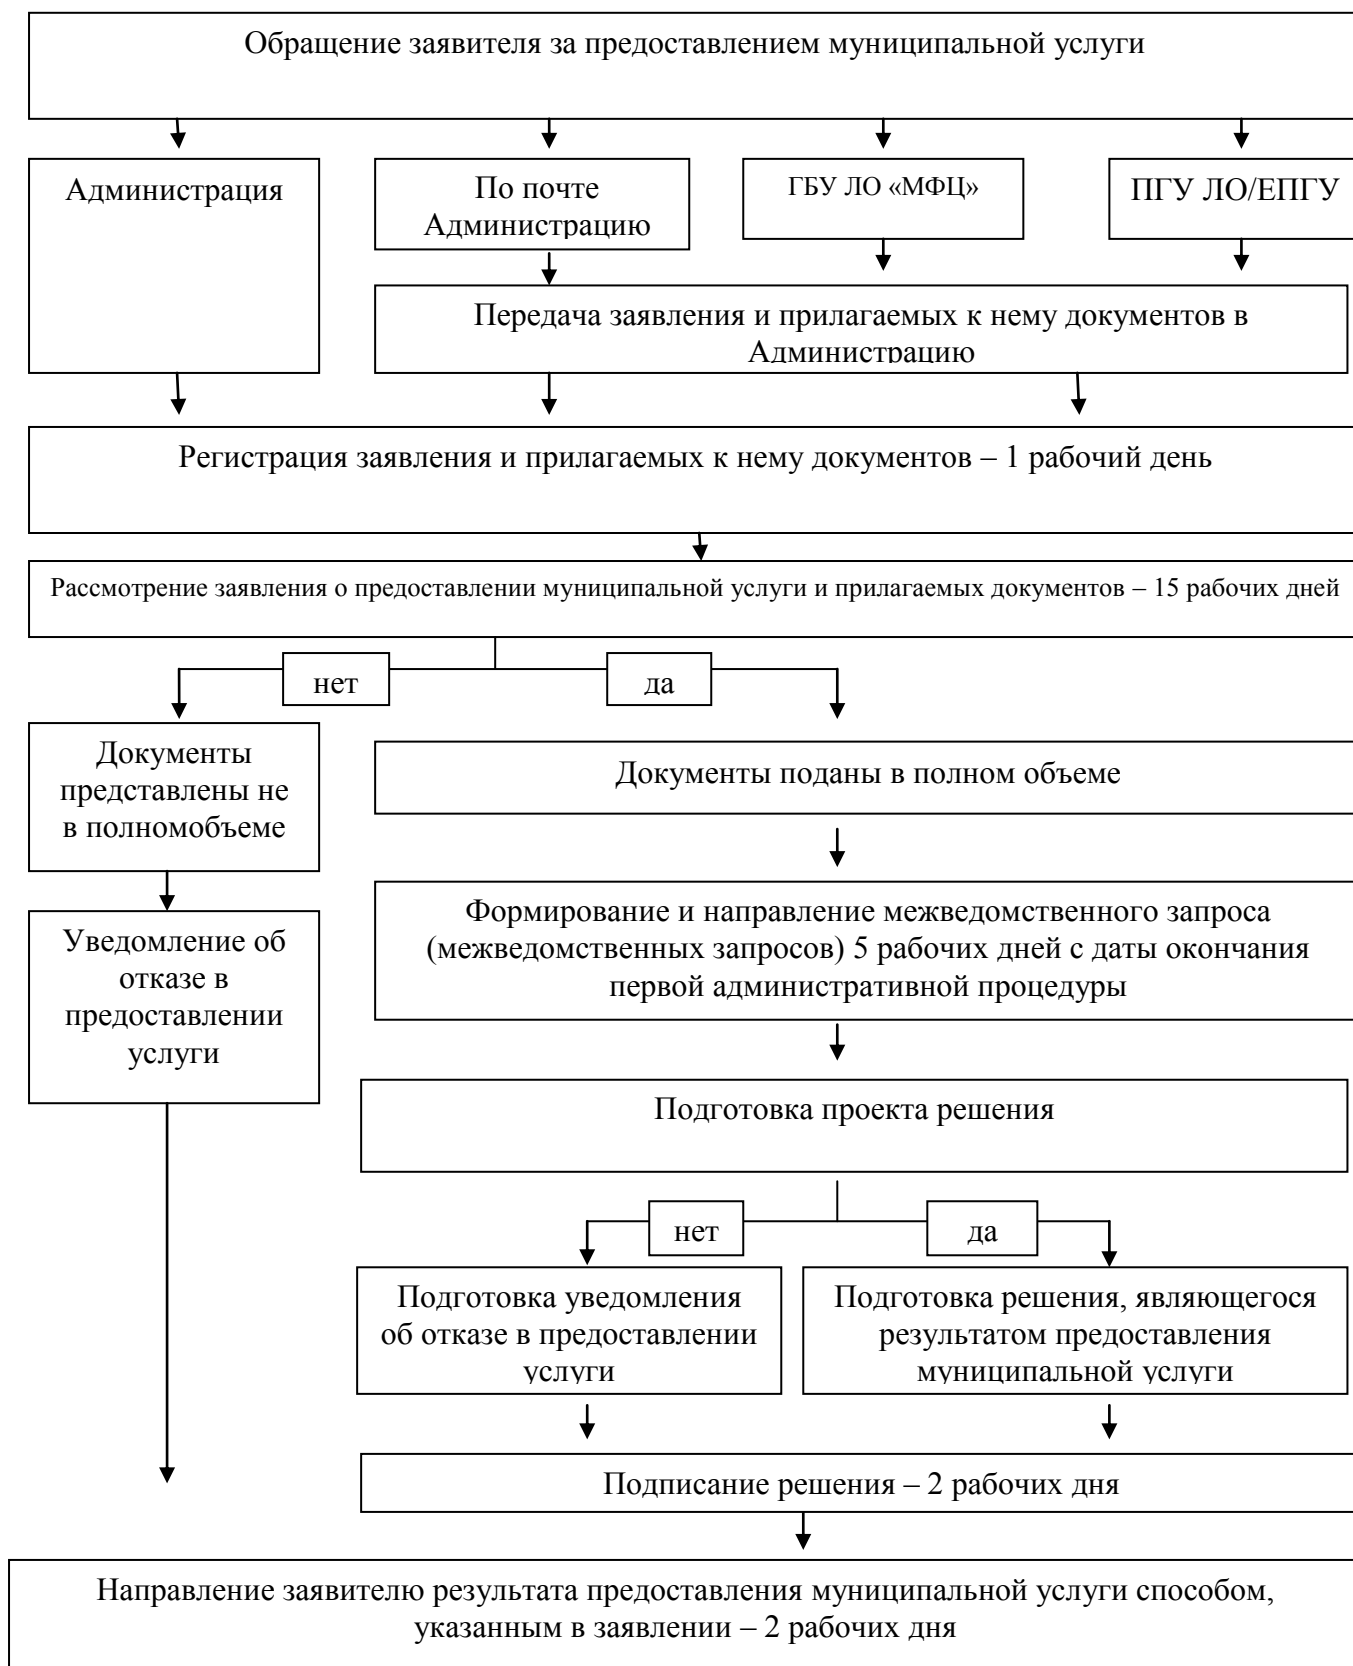 Обращение заявителя за предоставлением муниципальной услуги
Администрация
По почте
Администрацию
ГБУ ЛО «МФЦ»
ПГУ ЛО/ЕПГУ
Передача заявления и прилагаемых к нему документов в
Администрацию
Регистрация заявления и прилагаемых к нему документов – 1 рабочий день
Рассмотрение заявления о предоставлении муниципальной услуги и прилагаемых документов – 15 рабочих дней
нет
да
Документы
представлены не
в полномобъеме
Документы поданы в полном объеме
Уведомление об
отказе в
предоставлении
услуги
Формирование и направление межведомственного запроса
(межведомственных запросов) 5 рабочих дней с даты окончания
первой административной процедуры
Подготовка проекта решения
нет
да
Подготовка уведомления
об отказе в предоставлении
услуги
Подготовка решения, являющегося
результатом предоставления
муниципальной услуги
Подписание решения – 2 рабочих дня
Направление заявителю результата предоставления муниципальной услуги способом,
указанным в заявлении – 2 рабочих дня